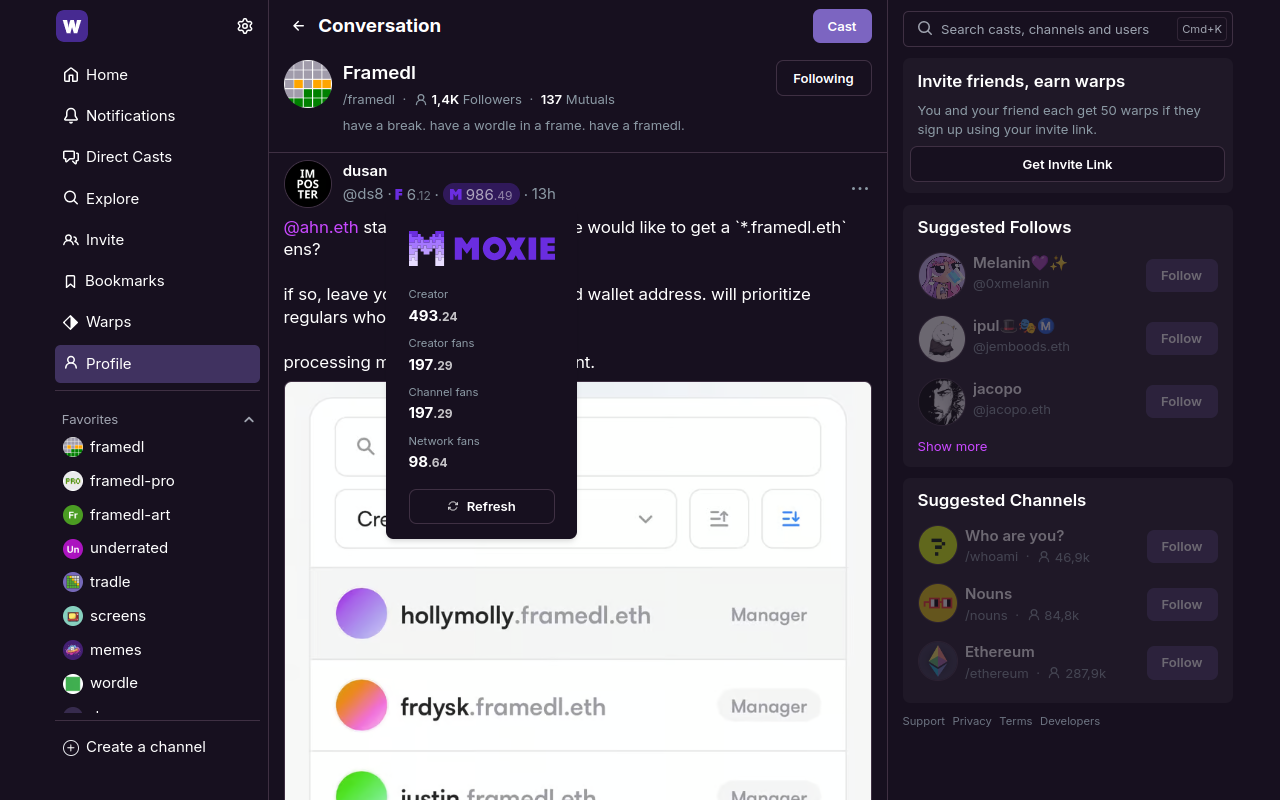 W
Home
Notifications
Direct Casts
Explore
Invite
Bookmarks
Warps
Profile
Favorites
framedl
PRO framedl-pro
Fr framedl-art
Un underrated
tradle
screens
memes
wordle
Create a channel
Conversation
Cast
Framedl
/framedl · 1,4K Followers · 137 Mutuals
Following
have a break. have a wordle in a frame. have a framedl.
IM
POS
TER
dusan
@ds8 · F 6.12 · M 986.49 · 13h
@ahn.eth sta
e would like to get a `*.framedl.eth`
ens?
if so, leave yo
d wallet address. will prioritize
regulars who
processing m
nt.
M MOXIE
Creator
493.24
Creator fans
197.29
Channel fans
197.29
Network fans
98.64
Refresh
Cre
hollymolly.framedl.eth Manager
frdysk.framedl.eth Manager
justin.framedl.eth Manager
Search casts, channels and users Cmd+K
Invite friends, earn warps
You and your friend each get 50 warps if they
sign up using your invite link.
Get Invite Link
Suggested Follows
Melanin💜✨
@0xmelanin
Follow
ipul🎩🎭Ⓜ️
@jemboods.eth
Follow
jacopo
@jacopo.eth
Follow
Show more
Suggested Channels
Who are you?
/whoami · 46,9k
Follow
Nouns
/nouns · 84,8k
Follow
Ethereum
/ethereum · 287,9k
Follow
Support Privacy Terms Developers